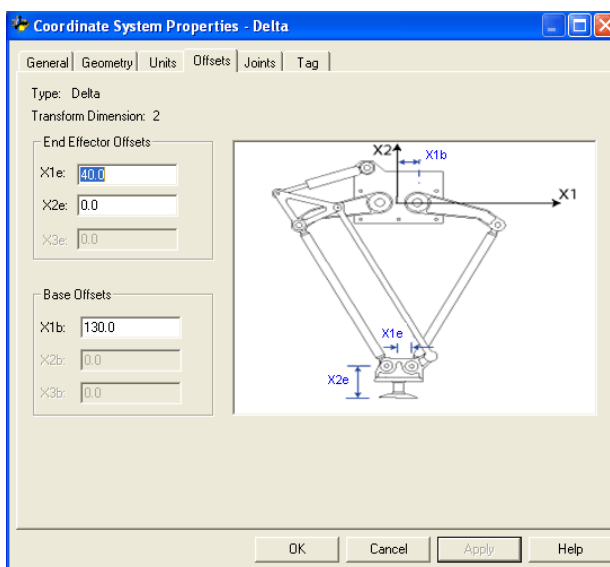 Coordinate System Properties - Delta
General Geometry Units Offsets Joints Tag
Type: Delta
Transform Dimension: 2
End Effector Offsets
X1e: 40.0
X2e: 0.0
X3e: 0.0
Base Offsets
X1b: 130.0
X2b: 0.0
X3b: 0.0
X2
X1b
X1
X1e
X2e
OK Cancel Apply Help